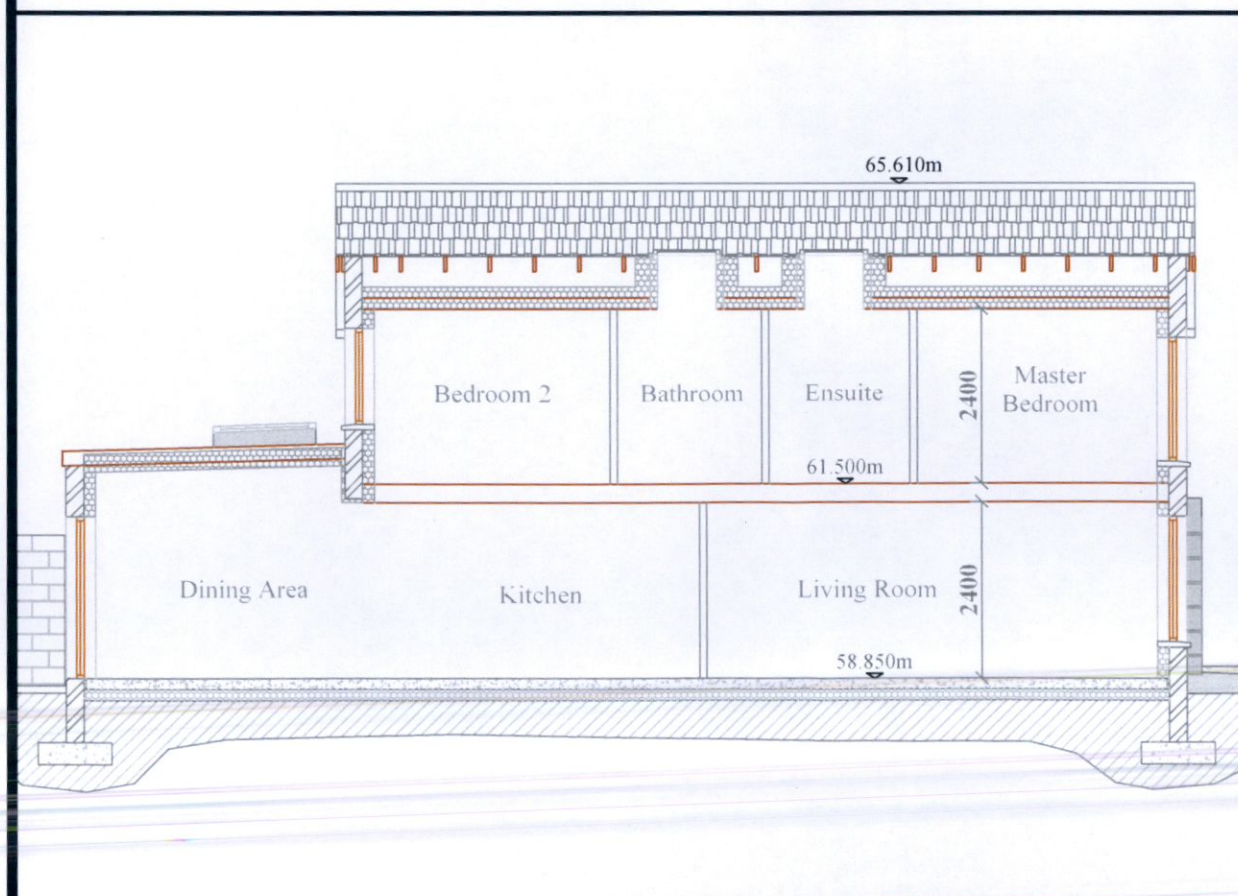 65.610m
Bedroom 2
Bathroom
Ensuite
2400
Master
Bedroom
61.500m
Dining Area
Kitchen
Living Room
2400
58.850m